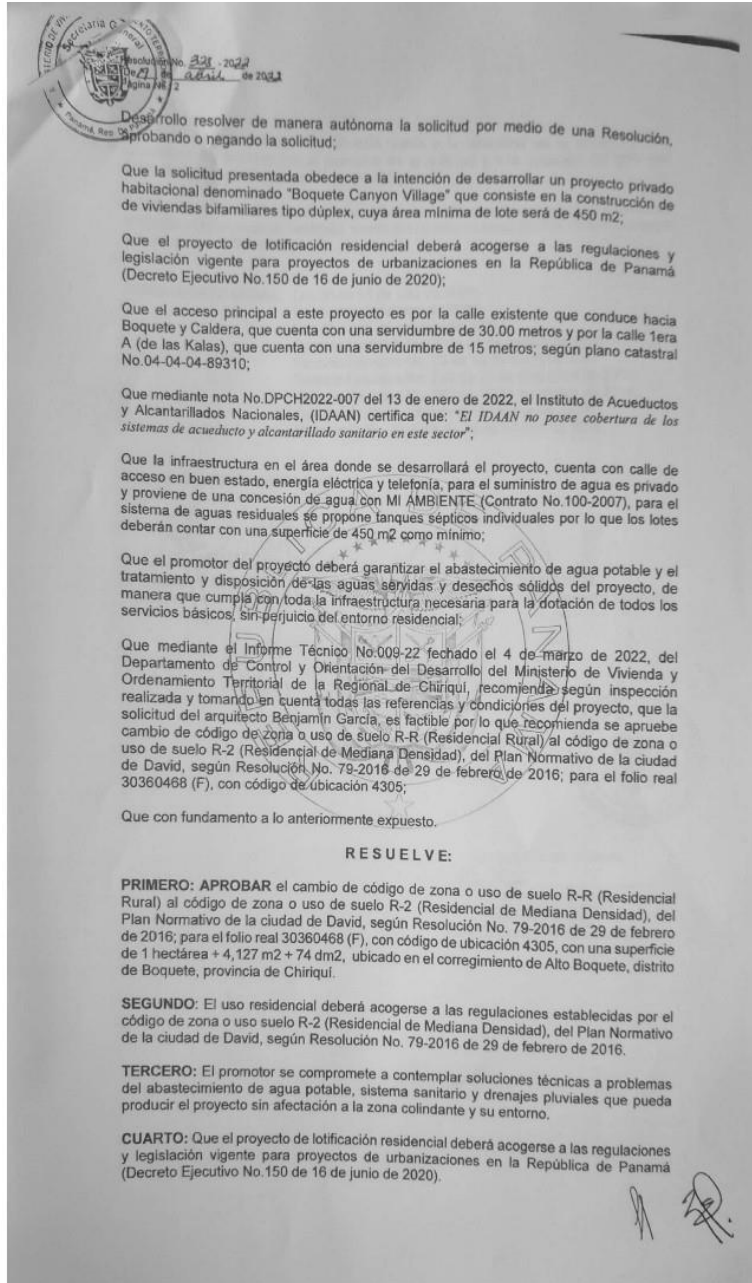 Secretaría General
Panamá, Rep. De
Resolución No. 328 - 2022
De 19 de abril de 2022
Página No. 2
Desarrollo resolver de manera autónoma la solicitud por medio de una Resolución,
aprobando o negando la solicitud;
Que la solicitud presentada obedece a la intención de desarrollar un proyecto privado
habitacional denominado "Boquete Canyon Village" que consiste en la construcción de
de viviendas bifamiliares tipo dúplex, cuya área mínima de lote será de 450 m2;
Que el proyecto de lotificación residencial deberá acogerse a las regulaciones y
legislación vigente para proyectos de urbanizaciones en la República de Panamá
(Decreto Ejecutivo No.150 de 16 de junio de 2020);
Que el acceso principal a este proyecto es por la calle existente que conduce hacia
Boquete y Caldera, que cuenta con una servidumbre de 30.00 metros y por la calle 1era
A (de las Kalas), que cuenta con una servidumbre de 15 metros; según plano catastral
No.04-04-04-89310;
Que mediante nota No.DPCH2022-007 del 13 de enero de 2022, el Instituto de Acueductos
y Alcantarillados Nacionales, (IDAAN) certifica que: "El IDAAN no posee cobertura de los
sistemas de acueducto y alcantarillado sanitario en este sector";
Que la infraestructura en el área donde se desarrollará el proyecto, cuenta con calle de
acceso en buen estado, energía eléctrica y telefonía, para el suministro de agua es privado
y proviene de una concesión de agua con MI AMBIENTE (Contrato No.100-2007), para el
sistema de aguas residuales se propone tanques sépticos individuales por lo que los lotes
deberán contar con una superficie de 450 m2 como mínimo;
Que el promotor del proyecto deberá garantizar el abastecimiento de agua potable y el
tratamiento y disposición de las aguas servidas y desechos sólidos del proyecto, de
manera que cumpla con toda la infraestructura necesaria para la dotación de todos los
servicios básicos, sin perjuicio del entorno residencial;
Que mediante el Informe Técnico No.009-22 fechado el 4 de marzo de 2022, del
Departamento de Control y Orientación del Desarrollo del Ministerio de Vivienda y
Ordenamiento Territorial de la Regional de Chiriquí, recomienda según inspección
realizada y tomando en cuenta todas las referencias y condiciones del proyecto, que la
solicitud del arquitecto Benjamín García, es factible por lo que recomienda se apruebe
cambio de código de zona o uso de suelo R-R (Residencial Rural) al código de zona o
uso de suelo R-2 (Residencial de Mediana Densidad), del Plan Normativo de la ciudad
de David, según Resolución No. 79-2016 de 29 de febrero de 2016; para el folio real
30360468 (F), con código de ubicación 4305;
Que con fundamento a lo anteriormente expuesto.
RESUELVE:
PRIMERO: APROBAR el cambio de código de zona o uso de suelo R-R (Residencial
Rural) al código de zona o uso de suelo R-2 (Residencial de Mediana Densidad), del
Plan Normativo de la ciudad de David, según Resolución No. 79-2016 de 29 de febrero
de 2016; para el folio real 30360468 (F), con código de ubicación 4305, con una superficie
de 1 hectárea + 4,127 m2 + 74 dm2, ubicado en el corregimiento de Alto Boquete, distrito
de Boquete, provincia de Chiriquí.
SEGUNDO: El uso residencial deberá acogerse a las regulaciones establecidas por el
código de zona o uso suelo R-2 (Residencial de Mediana Densidad), del Plan Normativo
de la ciudad de David, según Resolución No. 79-2016 de 29 de febrero de 2016.
TERCERO: El promotor se compromete a contemplar soluciones técnicas a problemas
del abastecimiento de agua potable, sistema sanitario y drenajes pluviales que pueda
producir el proyecto sin afectación a la zona colindante y su entorno.
CUARTO: Que el proyecto de lotificación residencial deberá acogerse a las regulaciones
y legislación vigente para proyectos de urbanizaciones en la República de Panamá
(Decreto Ejecutivo No.150 de 16 de junio de 2020).